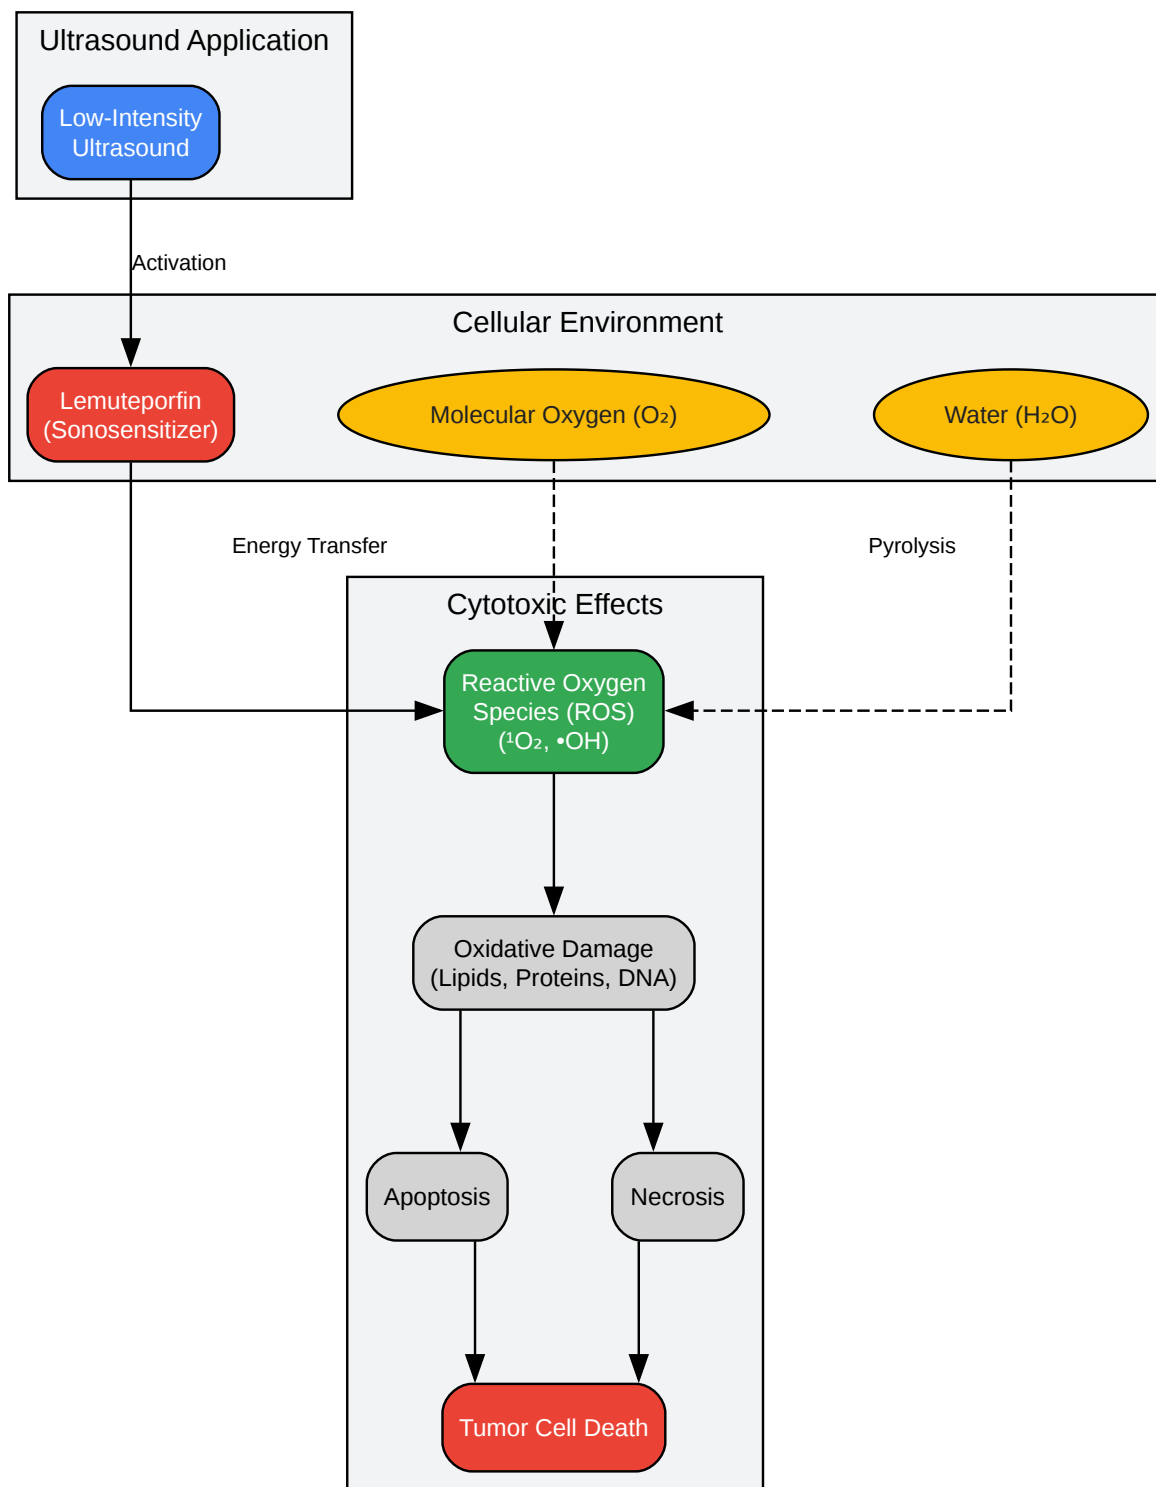 Ultrasound Application
Low-Intensity
Ultrasound
Activation
Cellular Environment
Lemuteporfin
(Sonosensitizer)
Molecular Oxygen (O₂)
Water (H₂O)
Energy Transfer
Pyrolysis
Cytotoxic Effects
Reactive Oxygen
Species (ROS)
(¹O₂, •OH)
Oxidative Damage
(Lipids, Proteins, DNA)
Apoptosis
Necrosis
Tumor Cell Death